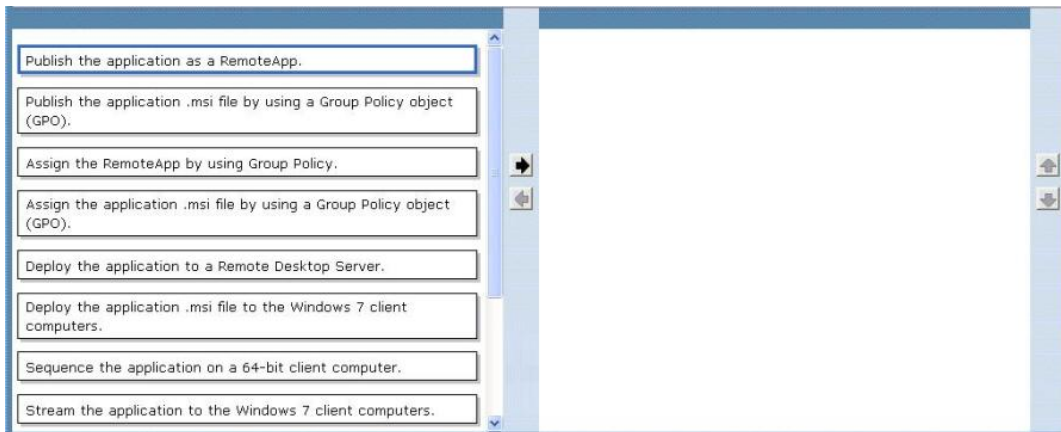 Publish the application as a RemoteApp.
Publish the application .msi file by using a Group Policy object
(GPO).
Assign the RemoteApp by using Group Policy.
Assign the application .msi file by using a Group Policy object
(GPO).
Deploy the application to a Remote Desktop Server.
Deploy the application .msi file to the Windows 7 client
computers.
Sequence the application on a 64-bit client computer.
Stream the application to the Windows 7 client computers.